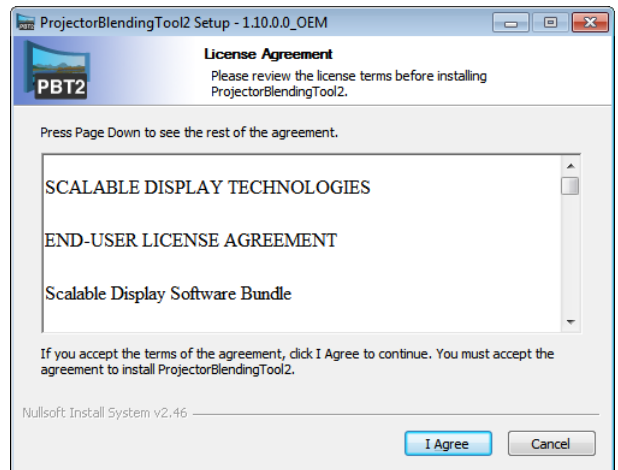 ProjectorBlendingTool2 Setup - 1.10.0.0_OEM
PBT2
License Agreement
Please review the license terms before installing
ProjectorBlendingTool2.
Press Page Down to see the rest of the agreement.
SCALABLE DISPLAY TECHNOLOGIES
END-USER LICENSE AGREEMENT
Scalable Display Software Bundle
If you accept the terms of the agreement, click I Agree to continue. You must accept the
agreement to install ProjectorBlendingTool2.
Nullsoft Install System v2.46
I Agree
Cancel